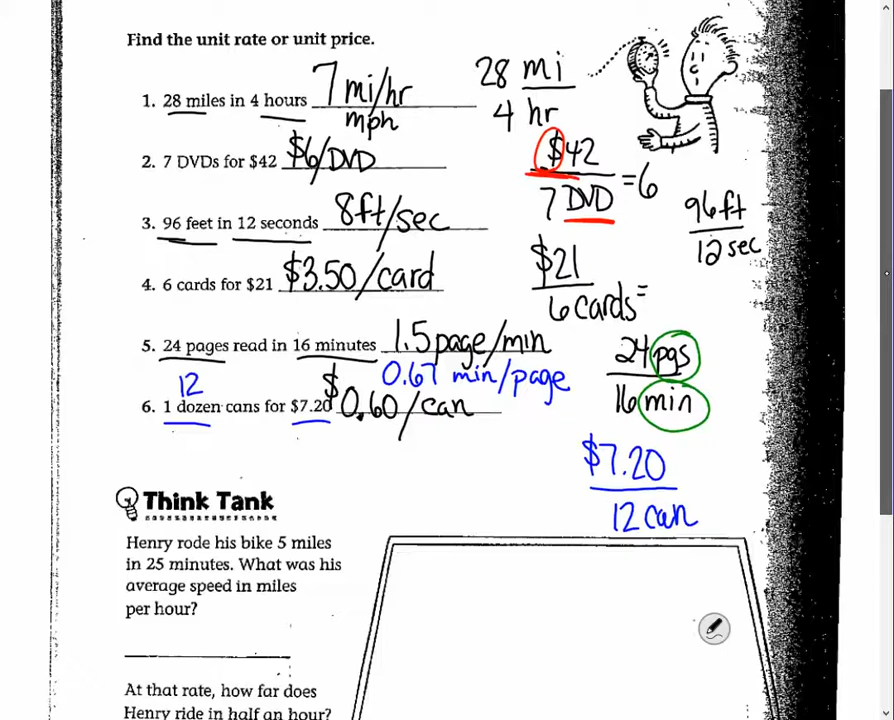 Find the unit rate or unit price.
1. 28 miles in 4 hours 7 mi/hr
mph
28 mi
4 hr
2. 7 DVDs for $42 $6/DVD
$42
7 DVD
=6
3. 96 feet in 12 seconds 8ft/sec
96ft
12 sec
4. 6 cards for $21 $3.50/card
$21
6 cards=
5. 24 pages read in 16 minutes 1.5 page/min
0.67 min/page
24 pgs
16 min
12
6. 1 dozen cans for $7.20 $0.60/can
$7.20
12 can
Think Tank
Henry rode his bike 5 miles
in 25 minutes. What was his
average speed in miles
per hour?
At that rate, how far does
Henry ride in half an hour?